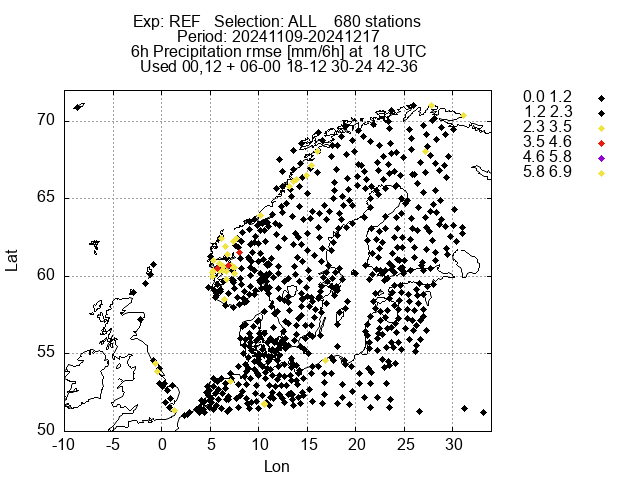 Exp: REF   Selection: ALL    680 stations
Period: 20241109-20241217
6h Precipitation rmse [mm/6h] at  18 UTC
Used 00,12 + 06-00 18-12 30-24 42-36
0.0 1.2
1.2 2.3
2.3 3.5
3.5 4.6
4.6 5.8
5.8 6.9
70
65
60
55
50
Lat
-10 -5 0 5 10 15 20 25 30
Lon